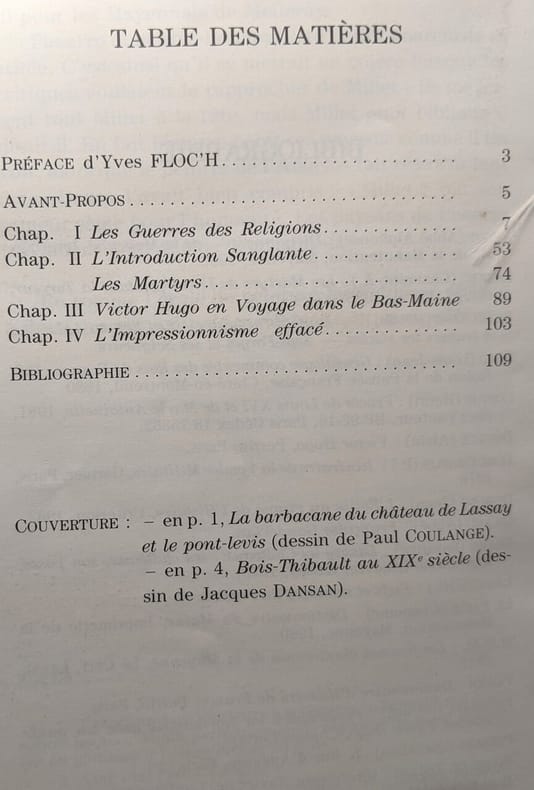 TABLE DES MATIÈRES
PRÉFACE d'Yves FLOC'H.......................... 3
AVANT-PROPOS.................................. 5
Chap. I Les Guerres des Religions.............. 7
Chap. II L'Introduction Sanglante............... 53
Les Martyrs.......................... 74
Chap. III Victor Hugo en Voyage dans le Bas-Maine 89
Chap. IV L'Impressionnisme effacé.............. 103
BIBLIOGRAPHIE................................. 109
COUVERTURE : – en p. 1, La barbacane du château de Lassay
et le pont-levis (dessin de Paul COULANGE).
– en p. 4, Bois-Thibault au XIXe siècle (des-
sin de Jacques DANSAN).